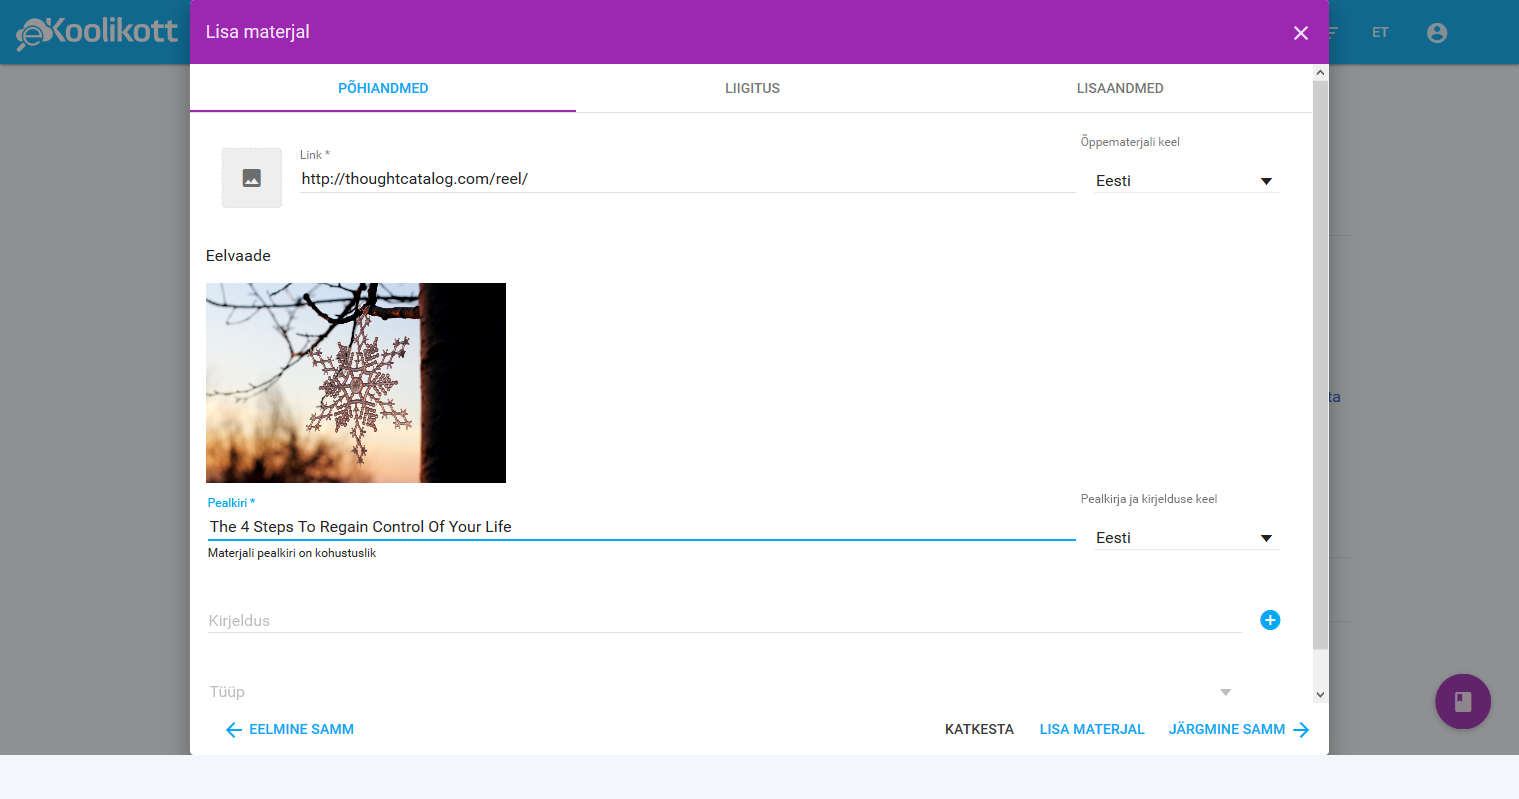 eKoolikott
Lisa materjal
ET
PÕHIANDMED
LIIGITUS
LISAANDMED
Link *
http://thoughtcatalog.com/reel/
Õppematerjali keel
Eesti
Eelvaade
ta
Pealkiri *
The 4 Steps To Regain Control Of Your Life
Materjali pealkiri on kohustuslik
Pealkirja ja kirjelduse keel
Eesti
Kirjeldus
Tüüp
EELMINE SAMM
KATKESTA
LISA MATERJAL
JÄRGMINE SAMM